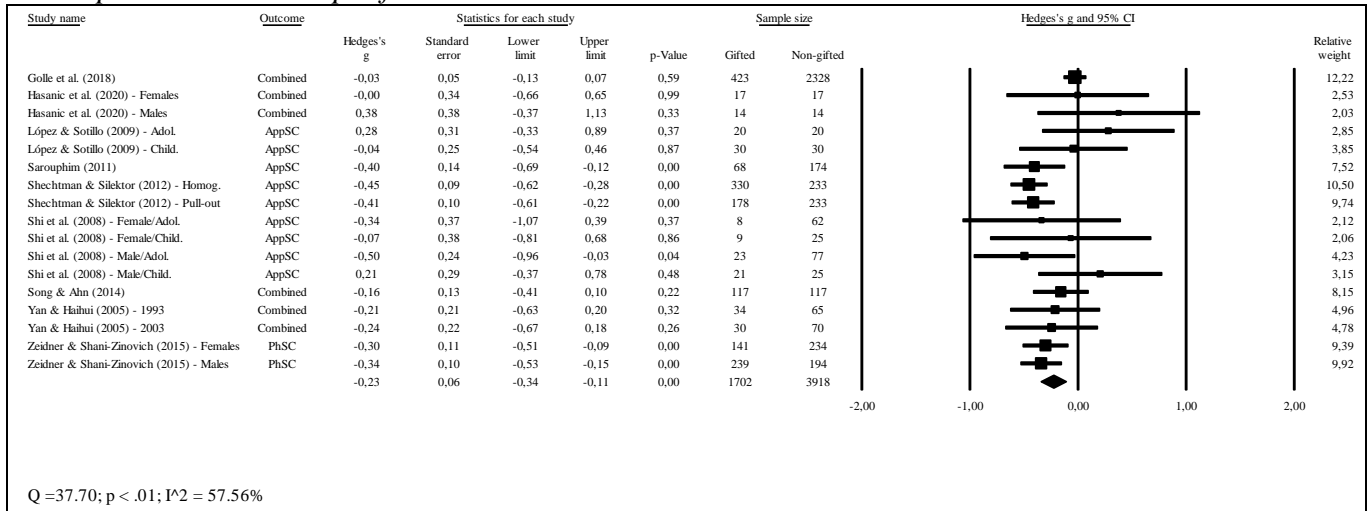 Study name Outcome Statistics for each study Sample size Hedges's g and 95% CI
Hedges's g Standard error Lower limit Upper limit p-Value Gifted Non-gifted Relative weight
Golle et al. (2018) Combined -0,03 0,05 -0,13 0,07 0,59 423 2328 12,22
Hasanic et al. (2020) - Females Combined -0,00 0,34 -0,66 0,65 0,99 17 17 2,53
Hasanic et al. (2020) - Males Combined 0,38 0,38 -0,37 1,13 0,33 14 14 2,03
López & Sotillo (2009) - Adol. AppSC 0,28 0,31 -0,33 0,89 0,37 20 20 2,85
López & Sotillo (2009) - Child. AppSC -0,04 0,25 -0,54 0,46 0,87 30 30 3,85
Sarouphim (2011) AppSC -0,40 0,14 -0,69 -0,12 0,00 68 174 7,52
Shechtman & Silektor (2012) - Homog. AppSC -0,45 0,09 -0,62 -0,28 0,00 330 233 10,50
Shechtman & Silektor (2012) - Pull-out AppSC -0,41 0,10 -0,61 -0,22 0,00 178 233 9,74
Shi et al. (2008) - Female/Adol. AppSC -0,34 0,37 -1,07 0,39 0,37 8 62 2,12
Shi et al. (2008) - Female/Child. AppSC -0,07 0,38 -0,81 0,68 0,86 9 25 2,06
Shi et al. (2008) - Male/Adol. AppSC -0,50 0,24 -0,96 -0,03 0,04 23 77 4,23
Shi et al. (2008) - Male/Child. AppSC 0,21 0,29 -0,37 0,78 0,48 21 25 3,15
Song & Ahn (2014) Combined -0,16 0,13 -0,41 0,10 0,22 117 117 8,15
Yan & Haihui (2005) - 1993 Combined -0,21 0,21 -0,63 0,20 0,32 34 65 4,96
Yan & Haihui (2005) - 2003 Combined -0,24 0,22 -0,67 0,18 0,26 30 70 4,78
Zeidner & Shani-Zinovich (2015) - Females PhSC -0,30 0,11 -0,51 -0,09 0,00 141 234 9,39
Zeidner & Shani-Zinovich (2015) - Males PhSC -0,34 0,10 -0,53 -0,15 0,00 239 194 9,92
-0,23 0,06 -0,34 -0,11 0,00 1702 3918
-2,00 -1,00 0,00 1,00 2,00
Q =37.70; p < .01; I^2 = 57.56%